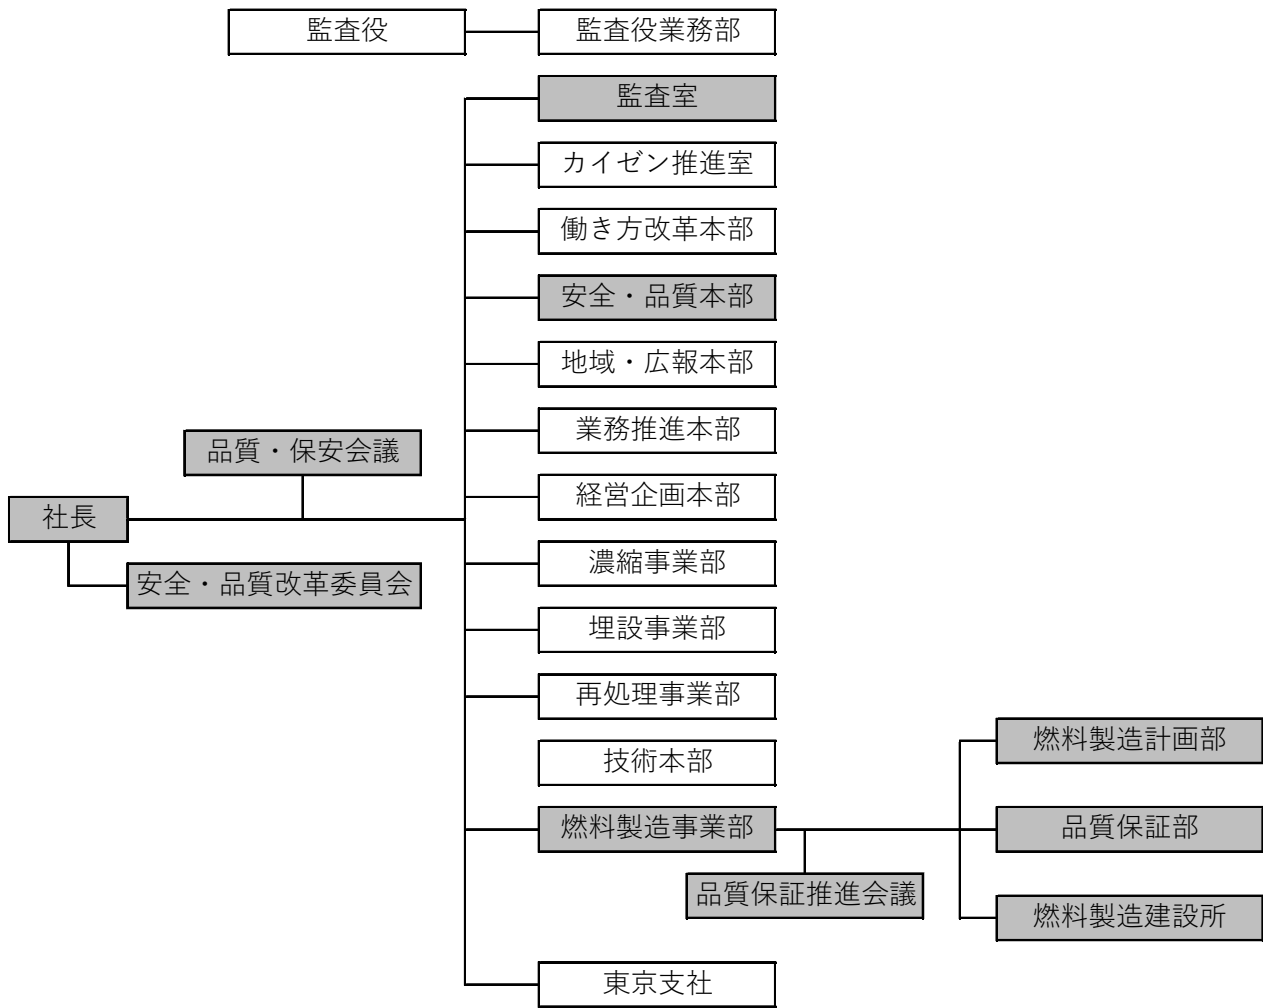 監査役
監査役業務部
監査室
カイゼン推進室
働き方改革本部
安全・品質本部
地域・広報本部
品質・保安会議
業務推進本部
社長
経営企画本部
安全・品質改革委員会
濃縮事業部
埋設事業部
再処理事業部
技術本部
燃料製造計画部
燃料製造事業部
品質保証部
品質保証推進会議
燃料製造建設所
東京支社